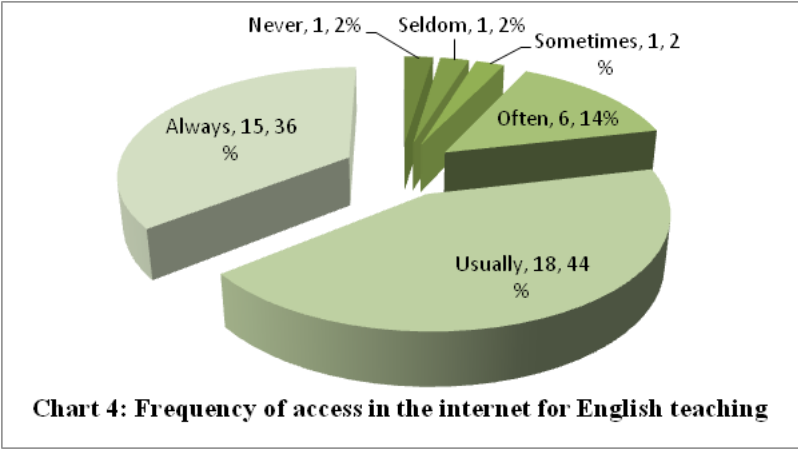 Never, 1, 2%
Seldom, 1, 2%
Sometimes, 1, 2
%
Often, 6, 14%
Always, 15, 36
%
Usually, 18, 44
%
Chart 4: Frequency of access in the internet for English teaching